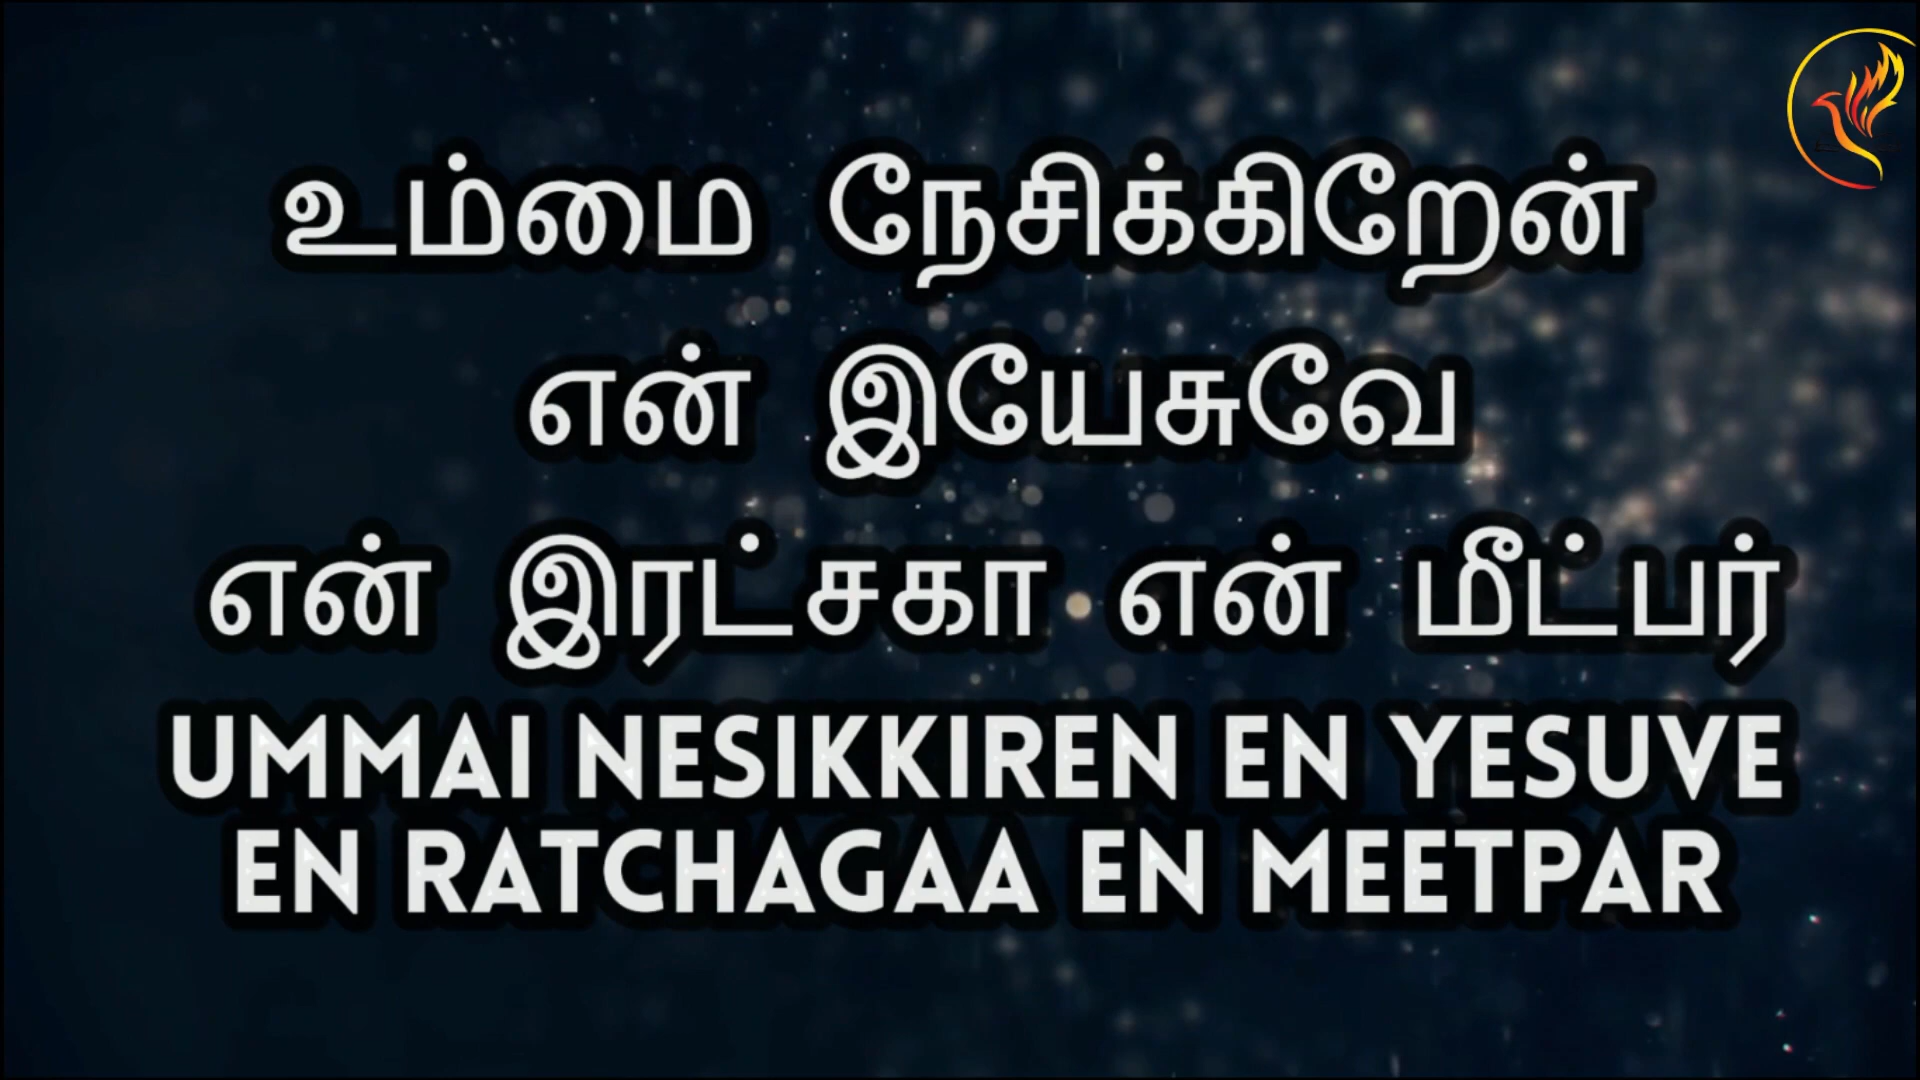 உம்மை நேசிக்கிறேன்
என் இயேசுவே
என் இரட்சகா என் மீட்பர்
UMMAI NESIKKIREN EN YESUVE
EN RATCHAGAA EN MEETPAR